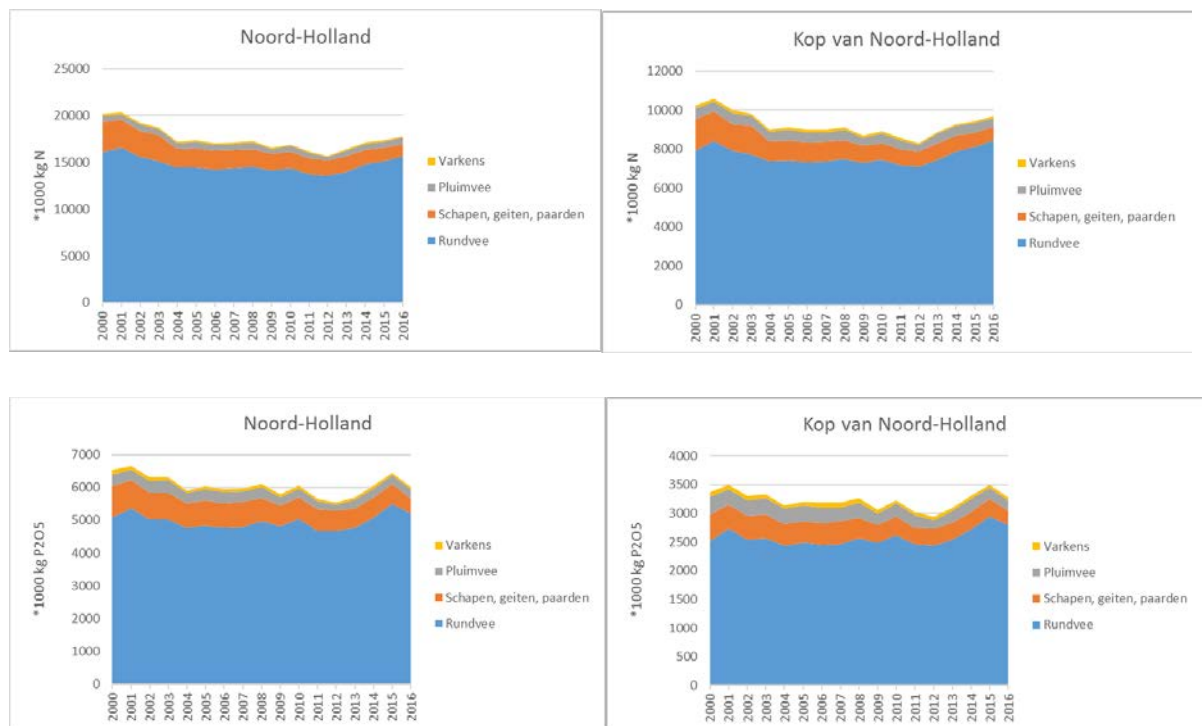 Noord-Holland
25000
20000
15000
10000
5000
0
*1000 kg N
2000 2001 2002 2003 2004 2005 2006 2007 2008 2009 2010 2011 2012 2013 2014 2015 2016
Varkens
Pluimvee
Schapen, geiten, paarden
Rundvee
Kop van Noord-Holland
12000
10000
8000
6000
4000
2000
0
*1000 kg N
2000 2001 2002 2003 2004 2005 2006 2007 2008 2009 2010 2011 2012 2013 2014 2015 2016
Varkens
Pluimvee
Schapen, geiten, paarden
Rundvee
Noord-Holland
7000
6000
5000
4000
3000
2000
1000
0
*1000 kg P2O5
2000 2001 2002 2003 2004 2005 2006 2007 2008 2009 2010 2011 2012 2013 2014 2015 2016
Varkens
Pluimvee
Schapen, geiten, paarden
Rundvee
Kop van Noord-Holland
4000
3500
3000
2500
2000
1500
1000
500
0
*1000 kg P2O5
2000 2001 2002 2003 2004 2005 2006 2007 2008 2009 2010 2011 2012 2013 2014 2015 2016
Varkens
Pluimvee
Schapen, geiten, paarden
Rundvee